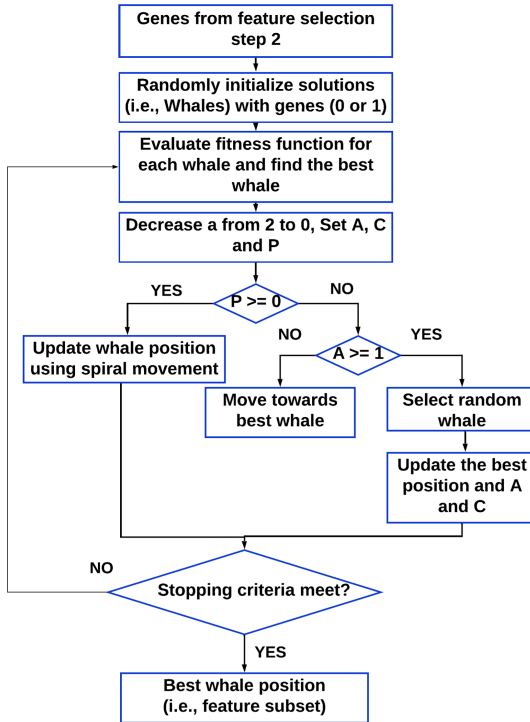 Genes from feature selection
step 2
Randomly initialize solutions
(i.e., Whales) with genes (0 or 1)
Evaluate fitness function for
each whale and find the best
whale
Decrease a from 2 to 0, Set A, C
and P
YES
P >= 0
NO
Update whale position
using spiral movement
NO
A >= 1
YES
Move towards
best whale
Select random
whale
Update the best
position and A
and C
NO
Stopping criteria meet?
YES
Best whale position
(i.e., feature subset)